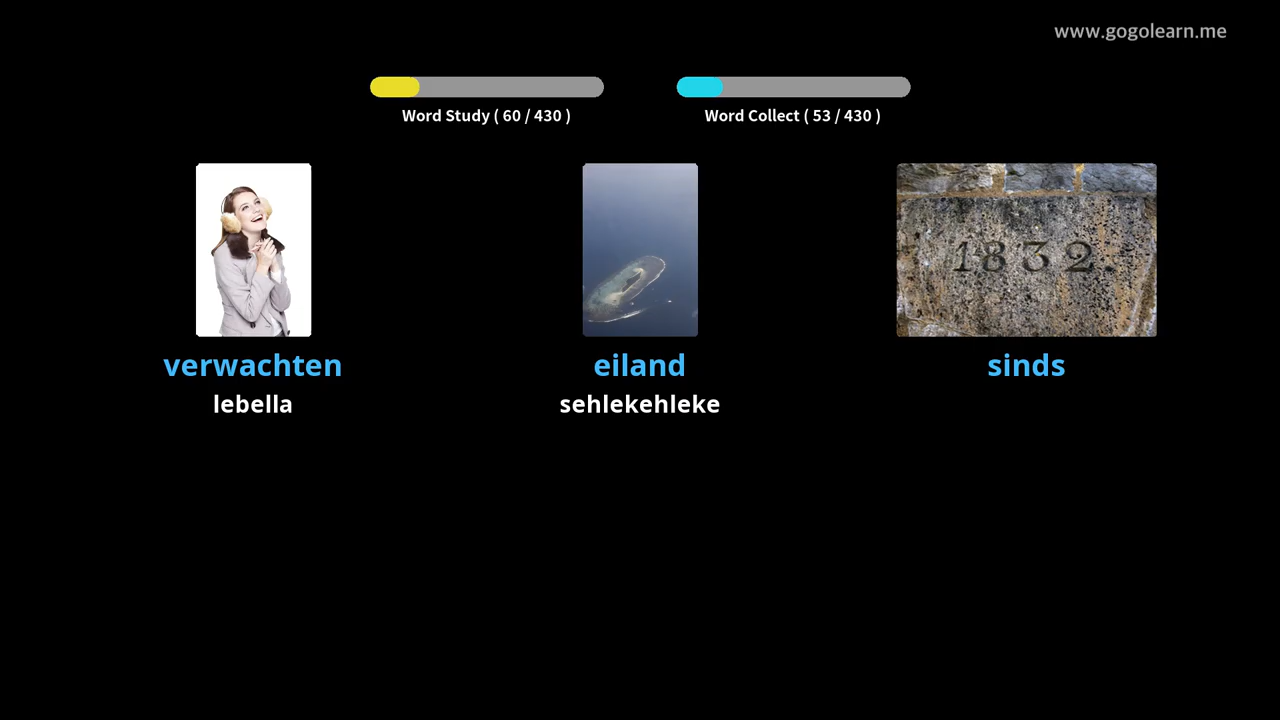 www.gogolearn.me
Word Study ( 60 / 430 )
Word Collect ( 53 / 430 )
1832.
verwachten
eiland
sinds
lebella
sehlekehleke